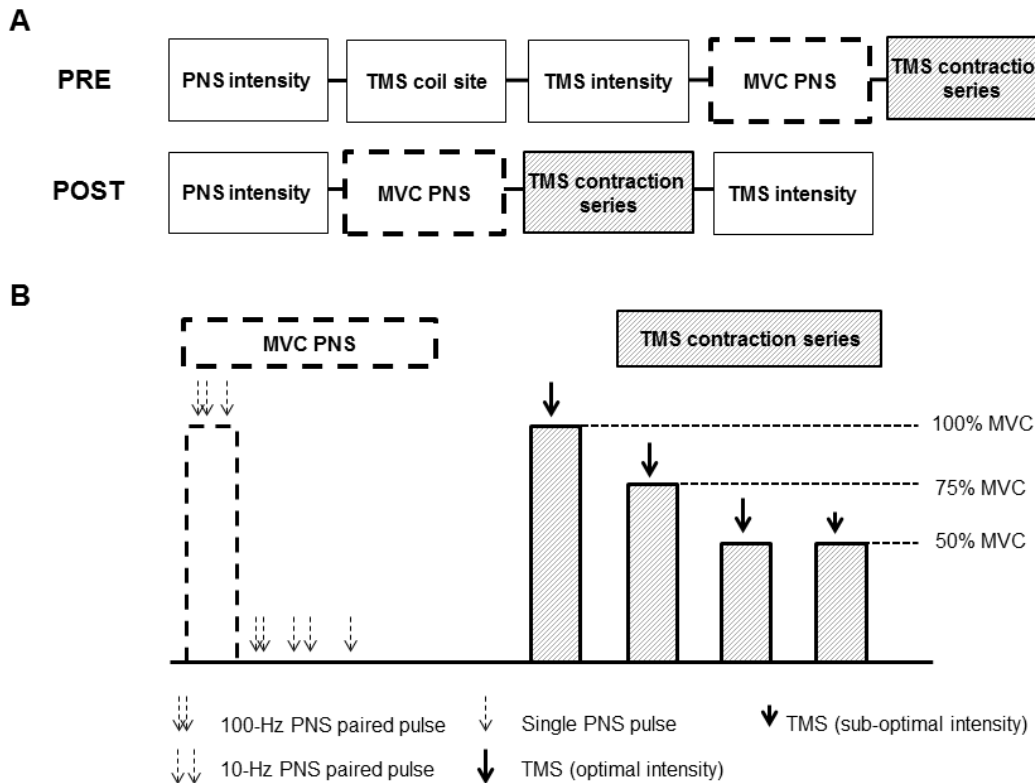 A
PRE
PNS intensity
TMS coil site
TMS intensity
MVC PNS
TMS contractio
series
POST
PNS intensity
MVC PNS
TMS contraction
series
TMS intensity
B
MVC PNS
TMS contraction series
100% MVC
75% MVC
50% MVC
100-Hz PNS paired pulse
Single PNS pulse
TMS (sub-optimal intensity)
10-Hz PNS paired pulse
TMS (optimal intensity)